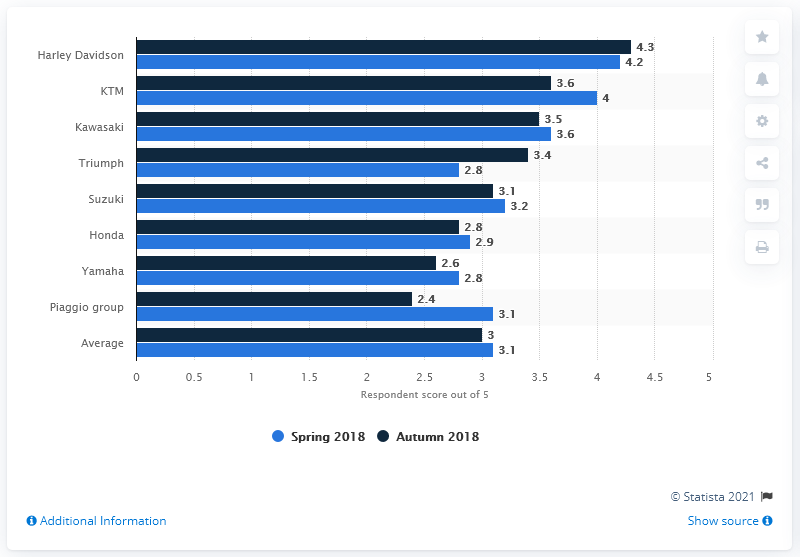 Harley Davidson
4.3
4.2
KTM
3.6
4
Kawasaki
3.5
3.6
Triumph
3.4
2.8
Suzuki
3.1
3.2
Honda
2.8
2.9
Yamaha
2.6
2.8
Piaggio group
2.4
3.1
Average
3
3.1
0 0.5 1 1.5 2 2.5 3 3.5 4 4.5 5
Respondent score out of 5
Spring 2018 Autumn 2018
© Statista 2021
Additional Information Show source